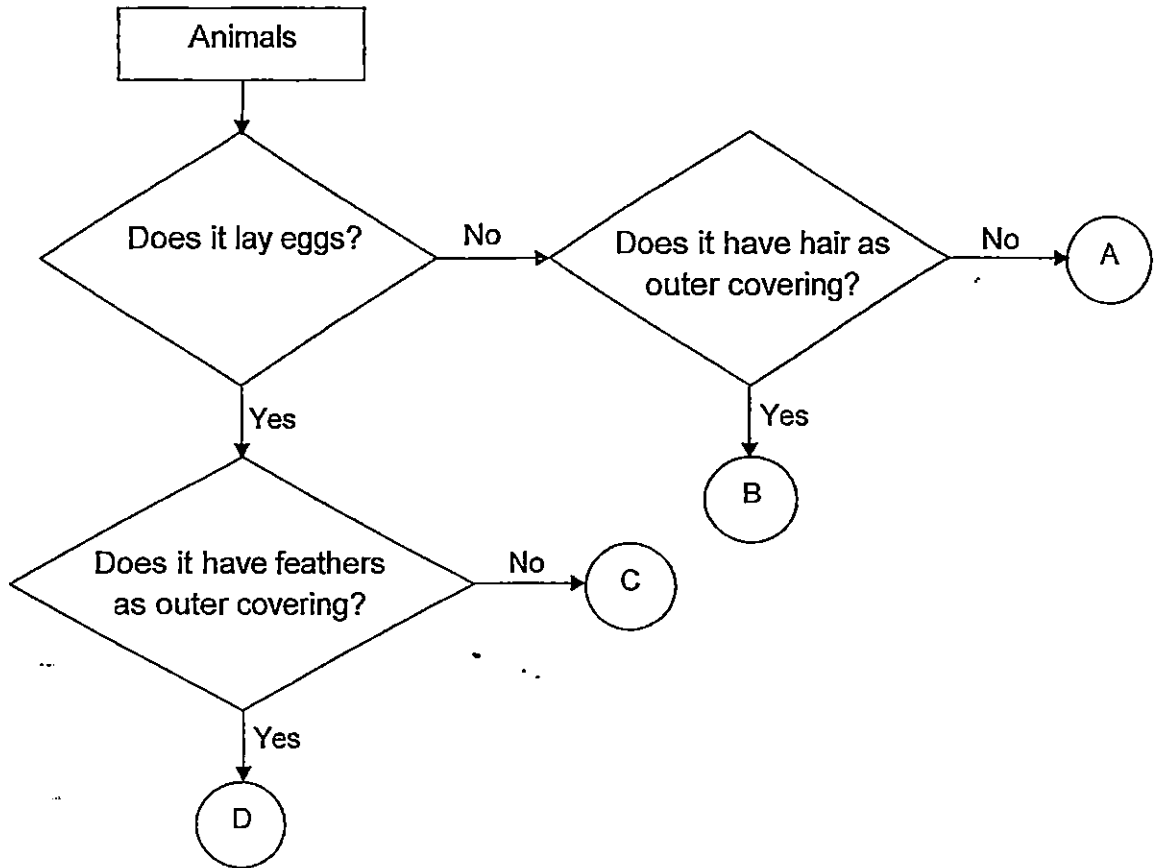 Animals
Does it lay eggs?
No
Does it have hair as
outer covering?
No
A
Yes
Yes
B
Does it have feathers
as outer covering?
No
C
Yes
D